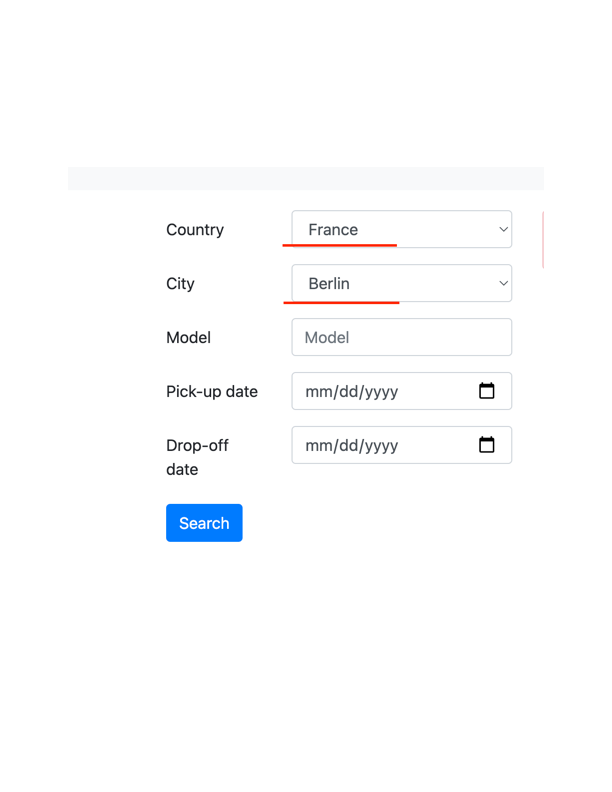 Country France
City Berlin
Model Model
Pick-up date mm/dd/yyyy
Drop-off mm/dd/yyyy
date
Search